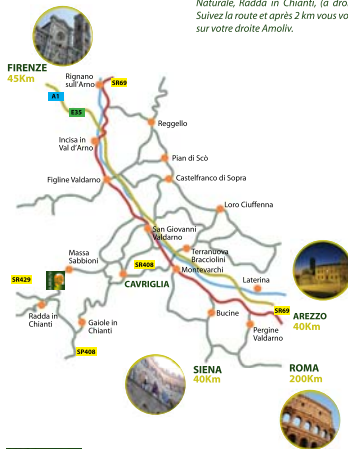 Naturale, Radda in Chianti, (a dro
Suivez la route et après 2 km vous vo
sur votre droite Amoliv.
FIRENZE
45Km
Rignano
sull'Arno
SR69
A1
E35
Reggello
Incisa in
Val d'Arno
Pian di Scò
Figline Valdarno
Castelfranco di Sopra
Loro Ciuffenna
San Giovanni
Valdarno
Massa
Sabbioni
Terranuova
Bracciolini
SR408
Montevarchi
SR429
CAVRIGLIA
Laterina
Radda in
Chianti
Gaiole in
Chianti
Bucine
SR69
AREZZO
40Km
Pergine
Valdarno
SP408
SIENA
40Km
ROMA
200Km